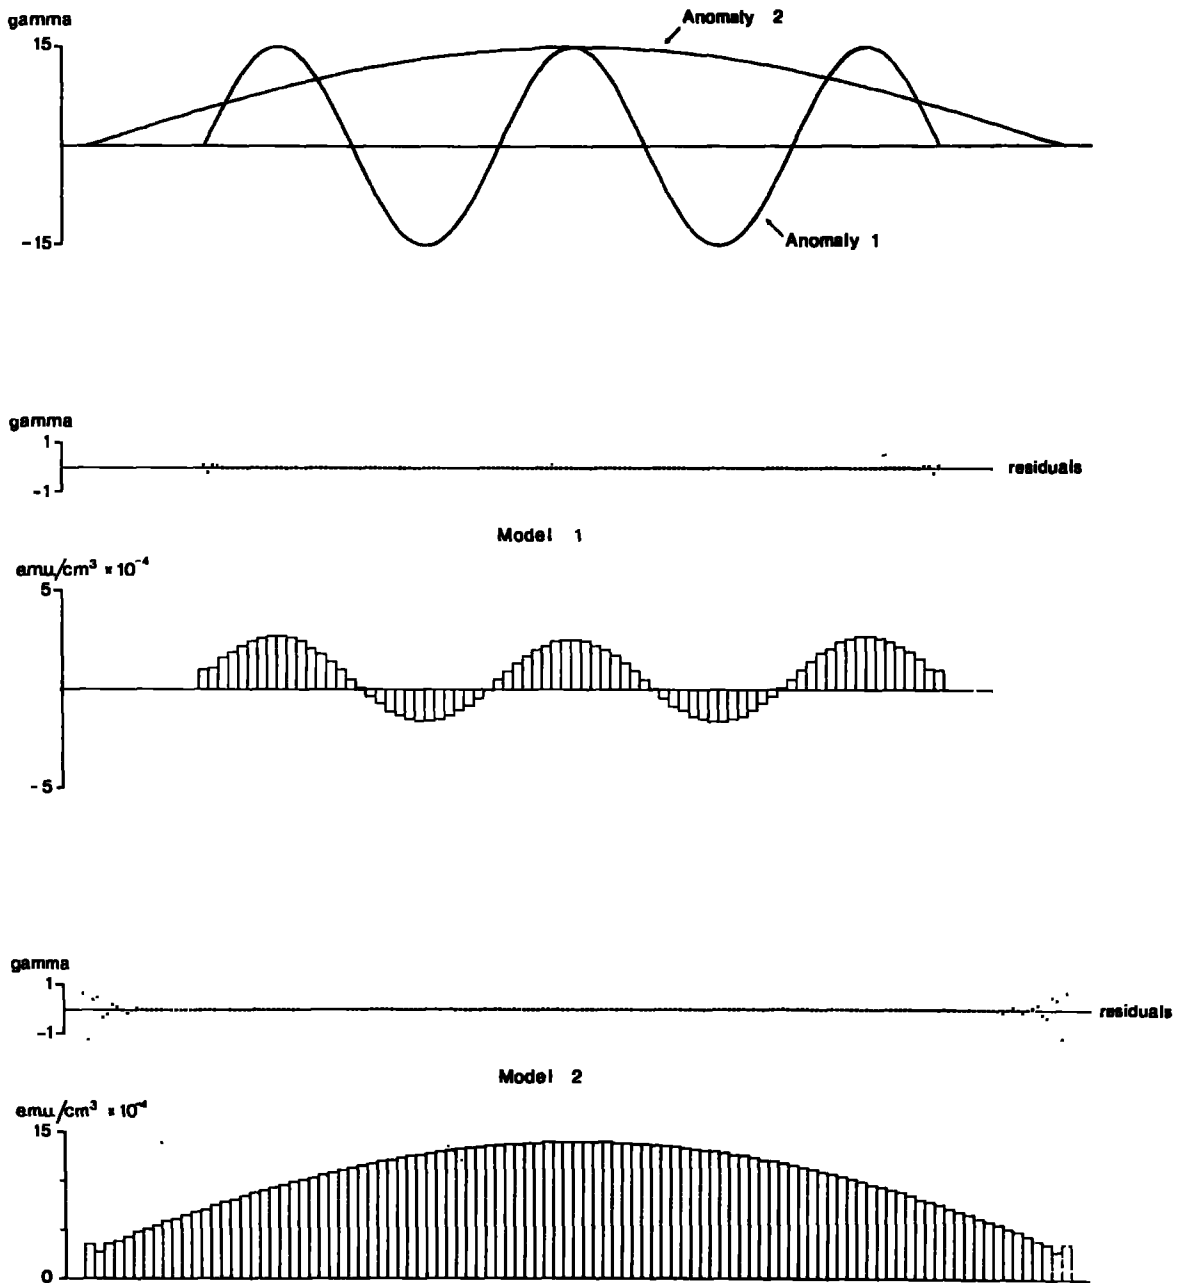 gamma
Anomaly 2
15
-15
Anomaly 1
gamma
1
-1
residuals
Model 1
emu/cm³ × 10⁻⁴
5
-5
gamma
1
-1
residuals
Model 2
emu/cm³ × 10⁻⁴
15
0